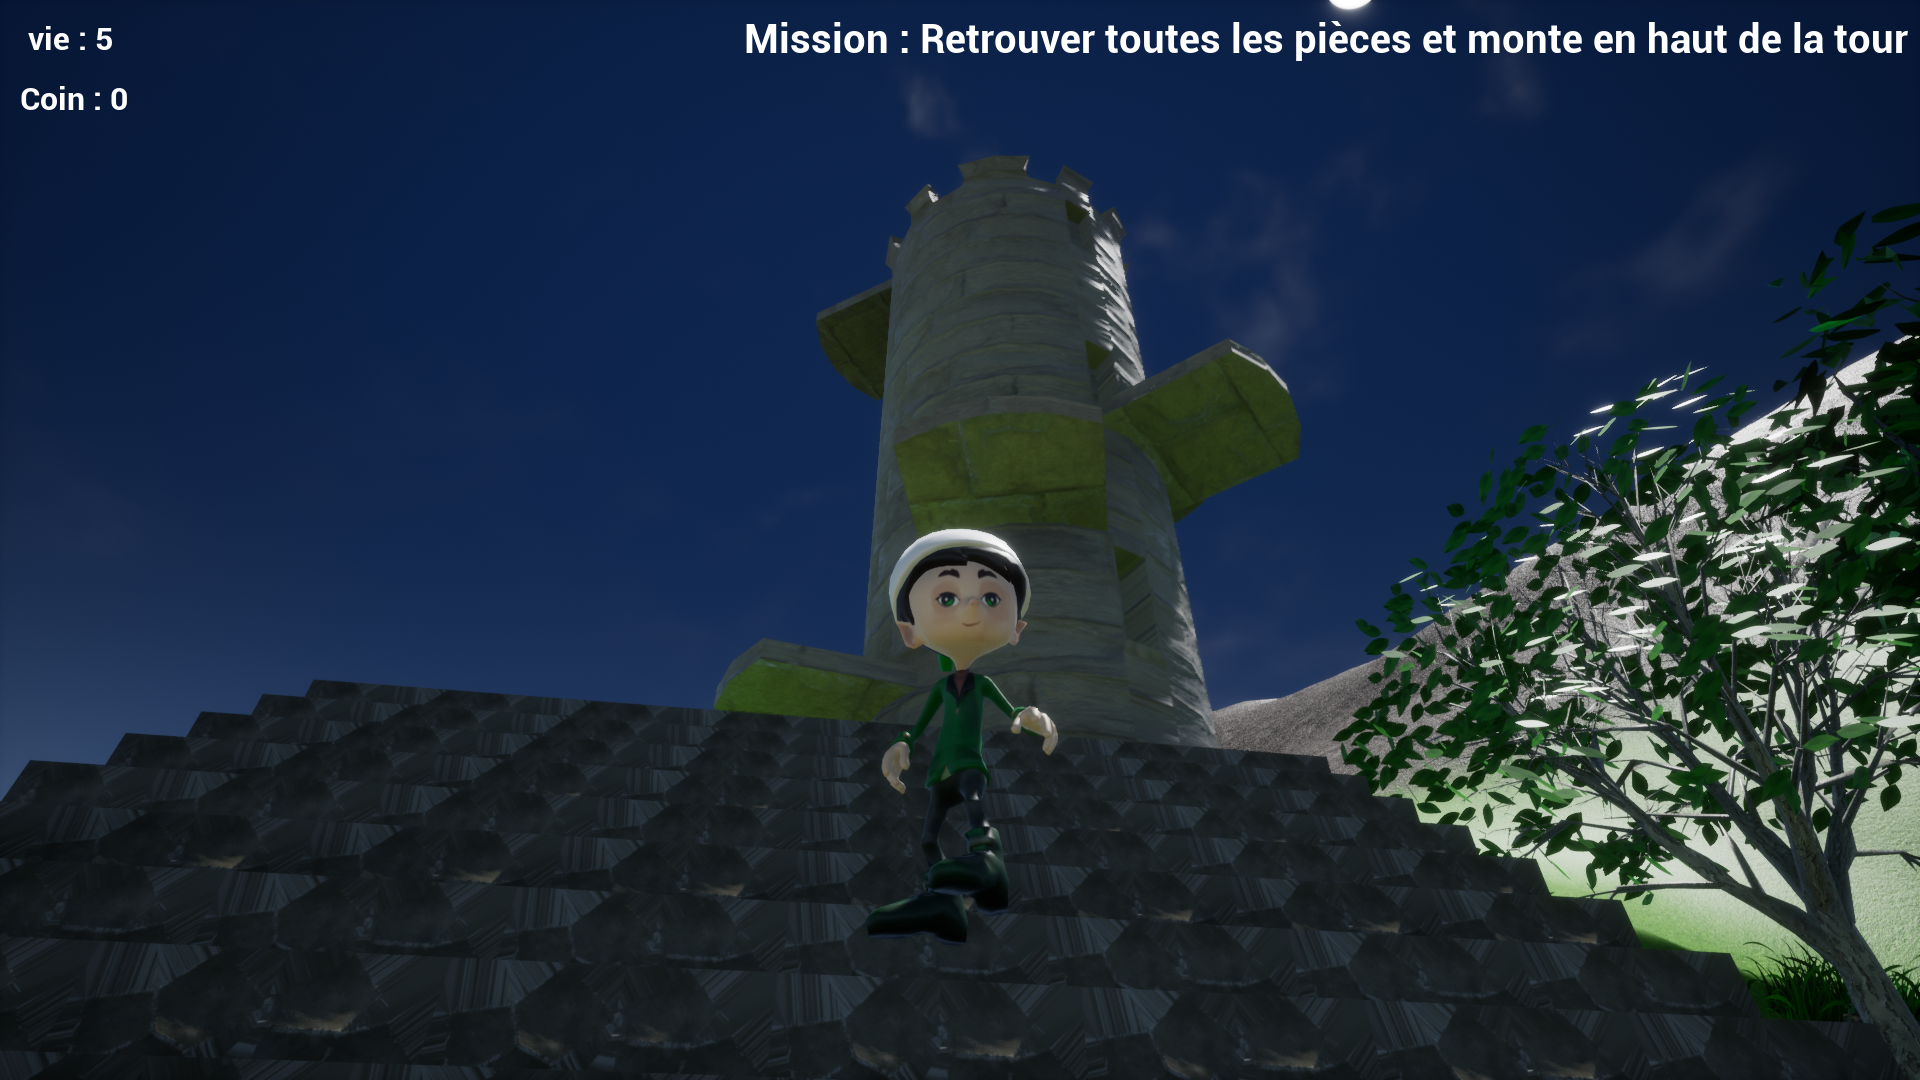 vie : 5
Mission : Retrouver toutes les pièces et monte en haut de la tour
Coin : 0